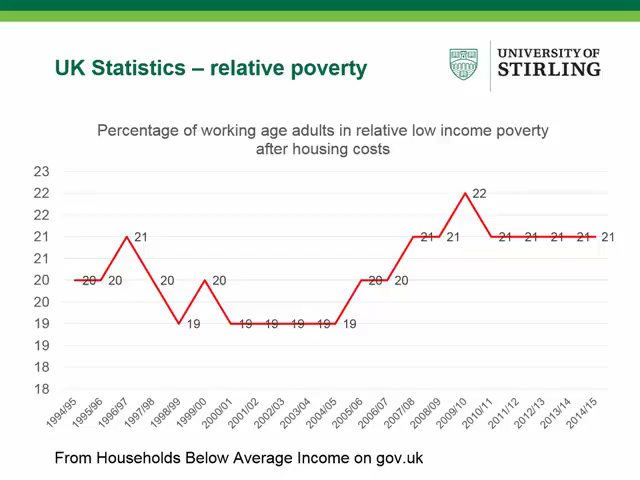 UK Statistics – relative poverty
UNIVERSITY OF
STIRLING
Percentage of working age adults in relative low income poverty
after housing costs
23
22
22
21
21
20
20
19
19
18
18
20 20 21 20 19 20 19 19 19 19 19 20 20 21 21 22 21 21 21 21 21
1994/95 1995/96 1996/97 1997/98 1998/99 1999/00 2000/01 2001/02 2002/03 2003/04 2004/05 2005/06 2006/07 2007/08 2008/09 2009/10 2010/11 2011/12 2012/13 2013/14 2014/15
From Households Below Average Income on gov.uk